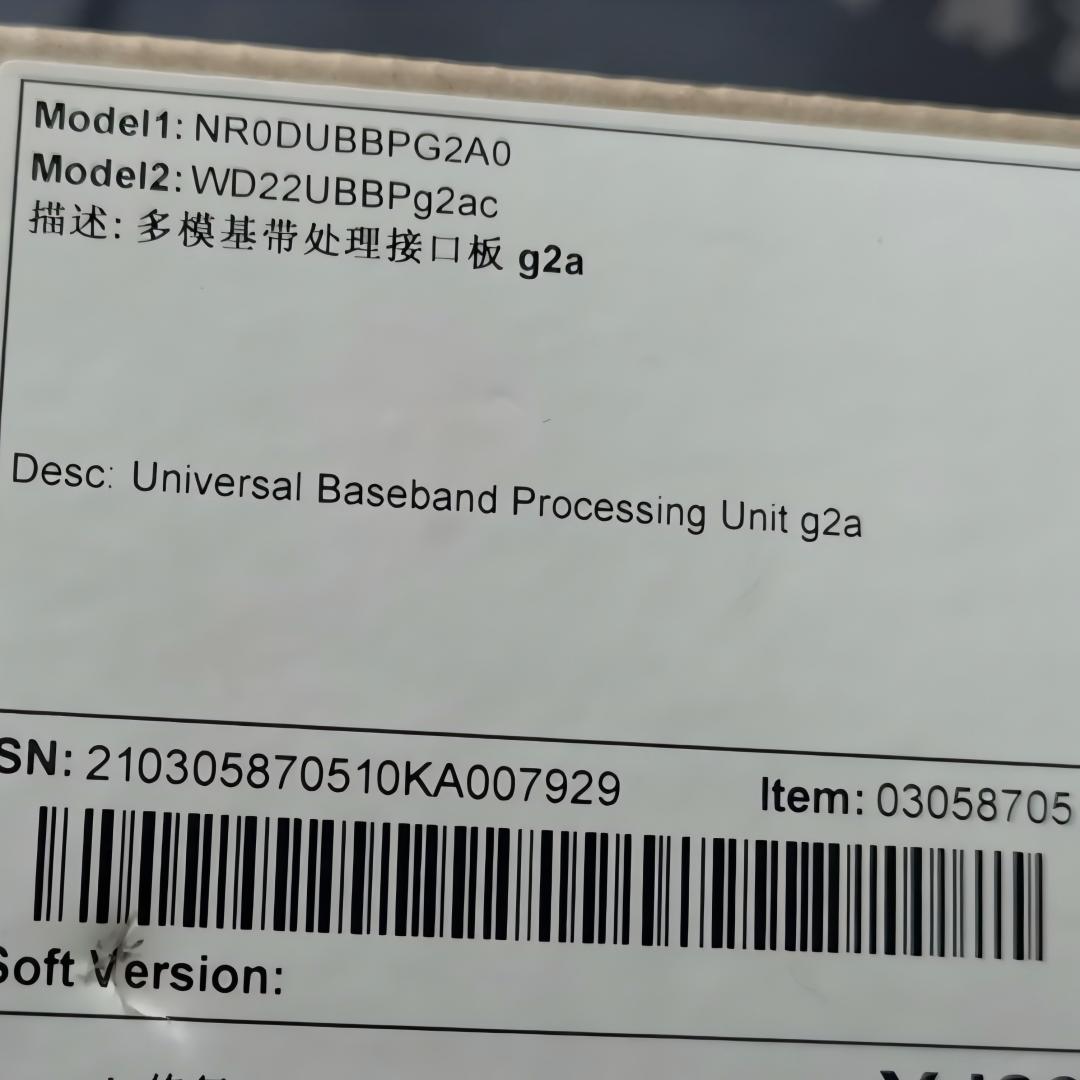 Model1: NR0DUBBPG2A0
Model2: WD22UBBPg2ac
描述: 多模基带处理接口板 g2a
Desc: Universal Baseband Processing Unit g2a
SN: 210305870510KA007929 Item: 03058705
Soft Version: